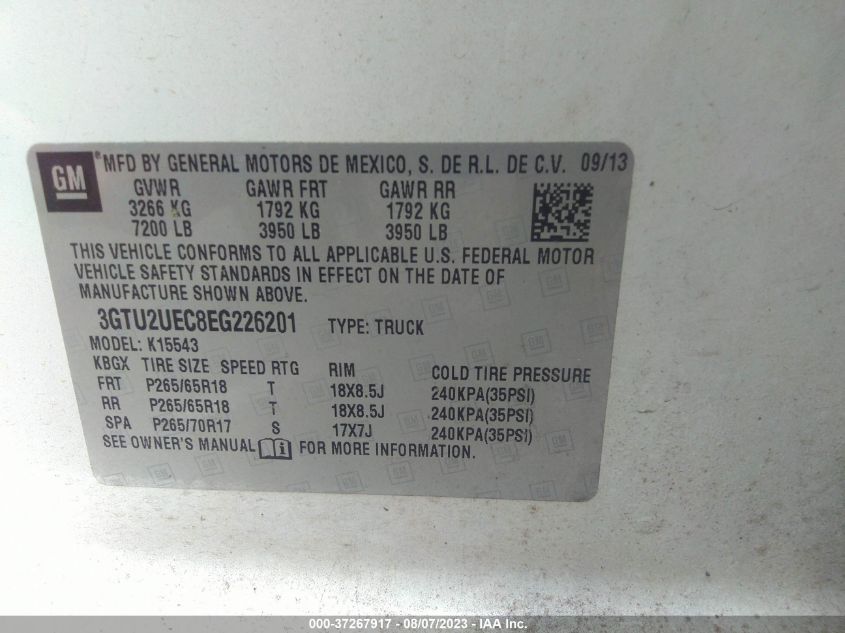 GM ® MFD BY GENERAL MOTORS DE MEXICO, S. DE R.L. DE C.V. 09/13
GVWR GAWR FRT GAWR RR
3266 KG 1792 KG 1792 KG
7200 LB 3950 LB 3950 LB
THIS VEHICLE CONFORMS TO ALL APPLICABLE U.S. FEDERAL MOTOR
VEHICLE SAFETY STANDARDS IN EFFECT ON THE DATE OF
MANUFACTURE SHOWN ABOVE.
3GTU2UEC8EG226201 TYPE: TRUCK
MODEL: K15543
KBGX TIRE SIZE SPEED RTG RIM COLD TIRE PRESSURE
FRT P265/65R18 T 18X8.5J 240KPA(35PSI)
RR P265/65R18 T 18X8.5J 240KPA(35PSI)
SPA P265/70R17 S 17X7J 240KPA(35PSI)
SEE OWNER'S MANUAL FOR MORE INFORMATION.
000-37267917 - 08/07/2023 - IAA Inc.